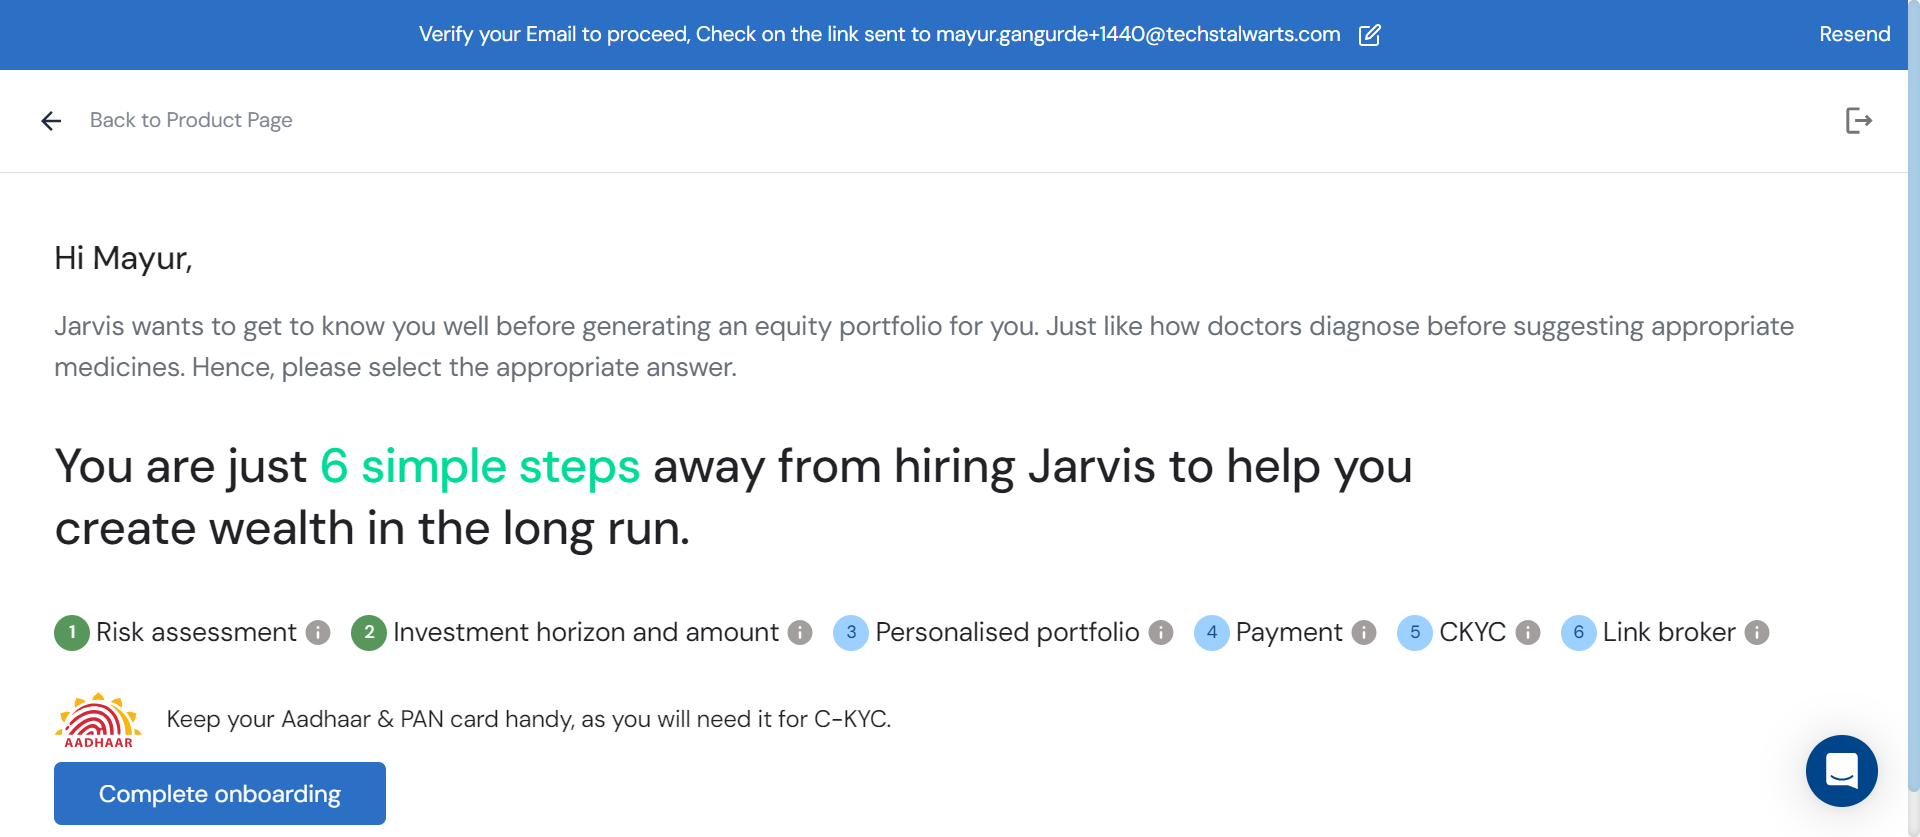 Verify your Email to proceed, Check on the link sent to mayur.gangurde+1440@techstalwarts.com
Resend
Back to Product Page
Hi Mayur,
Jarvis wants to get to know you well before generating an equity portfolio for you. Just like how doctors diagnose before suggesting appropriate
medicines. Hence, please select the appropriate answer.
You are just 6 simple steps away from hiring Jarvis to help you
create wealth in the long run.
1 Risk assessment i 2 Investment horizon and amount i 3 Personalised portfolio i 4 Payment i 5 CKYC i 6 Link broker i
AADHAAR
Keep your Aadhaar & PAN card handy, as you will need it for C-KYC.
Complete onboarding